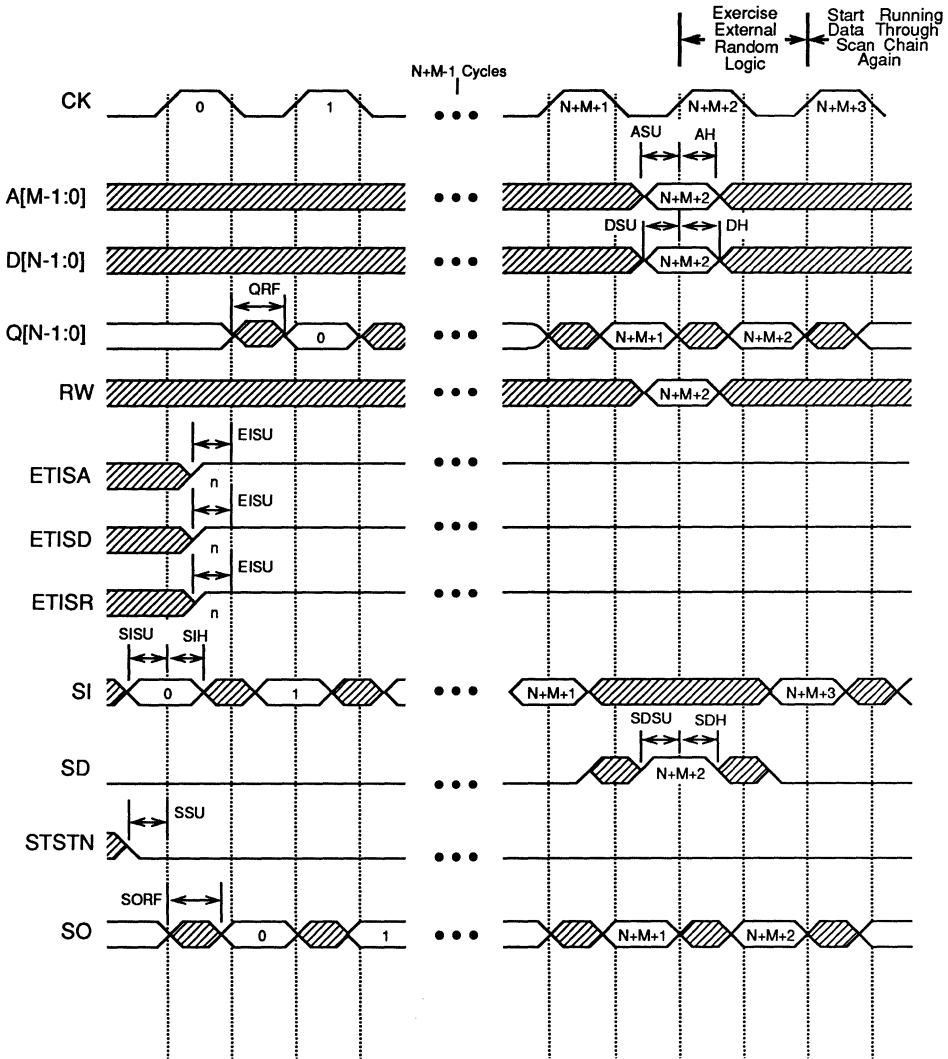 Exercise
External
Random
Logic
Start Running
Data Through
Scan Chain
Again
N+M-1 Cycles
CK 0 1 N+M+1 N+M+2 N+M+3
ASU AH
A[M-1:0] N+M+2
DSU DH
D[N-1:0] N+M+2
QRF
Q[N-1:0] 0 N+M+1 N+M+2
RW N+M+2
EISU
ETISA n
EISU
ETISD n
EISU
ETISR n
SISU SIH
SI 0 1 N+M+1 N+M+3
SDSU SDH
SD N+M+2
SSU
STSTN
SORF
SO 0 1 N+M+1 N+M+2